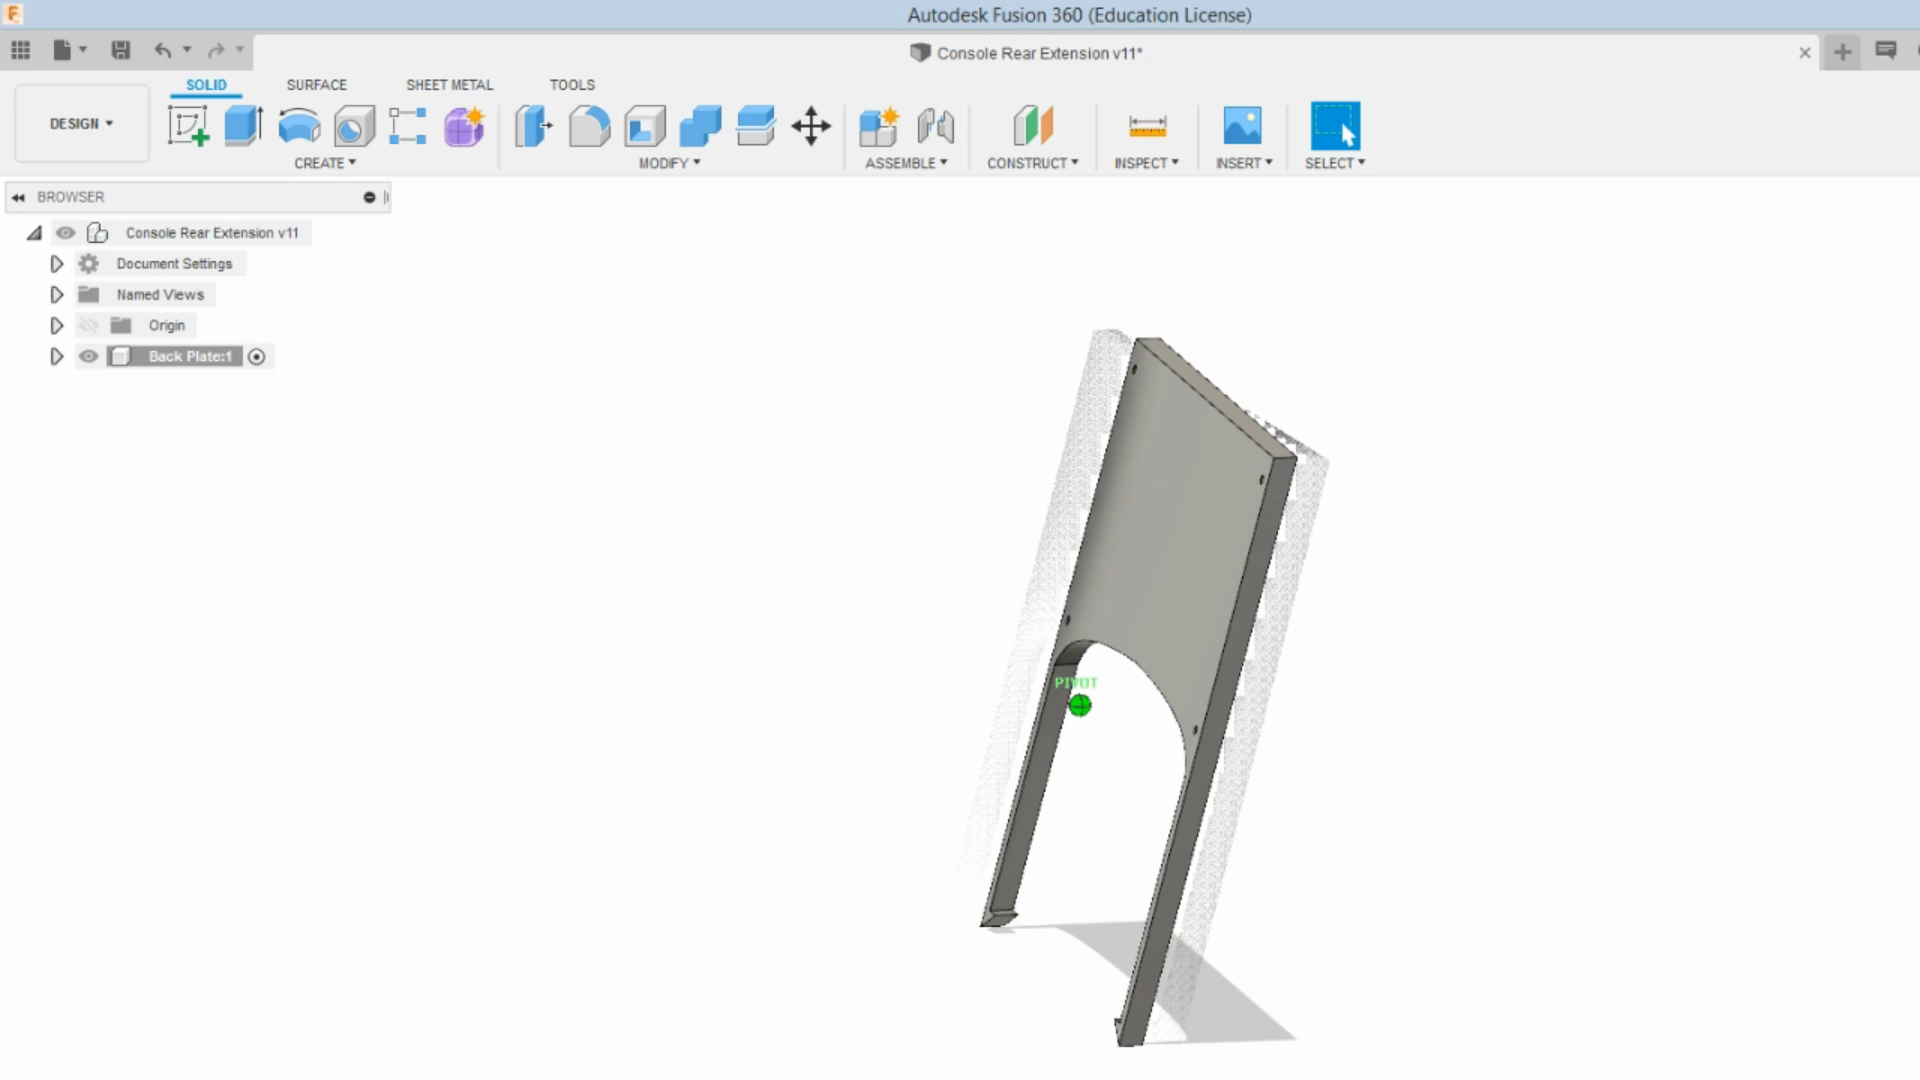 F
Autodesk Fusion 360 (Education License)
Console Rear Extension v11*
SOLID SURFACE SHEET METAL TOOLS
DESIGN
CREATE MODIFY ASSEMBLE CONSTRUCT INSPECT INSERT SELECT
BROWSER
Console Rear Extension v11
Document Settings
Named Views
Origin
Back Plate:1
PIVOT